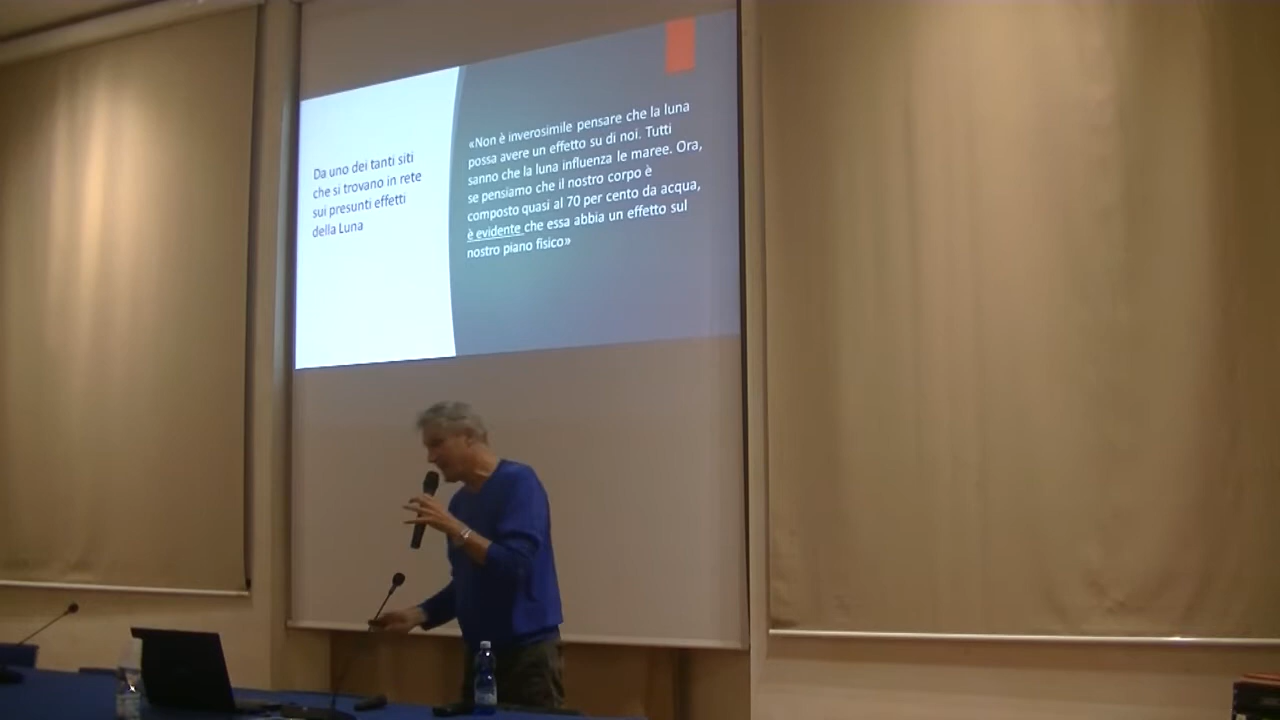 Da uno dei tanti siti
che si trovano in rete
sui presunti effetti
della Luna
«Non è inverosimile pensare che la luna
possa avere un effetto su di noi. Tutti
sanno che la luna influenza le maree. Ora,
se pensiamo che il nostro corpo è
composto quasi al 70 per cento da acqua,
è evidente che essa abbia un effetto sul
nostro piano fisico»